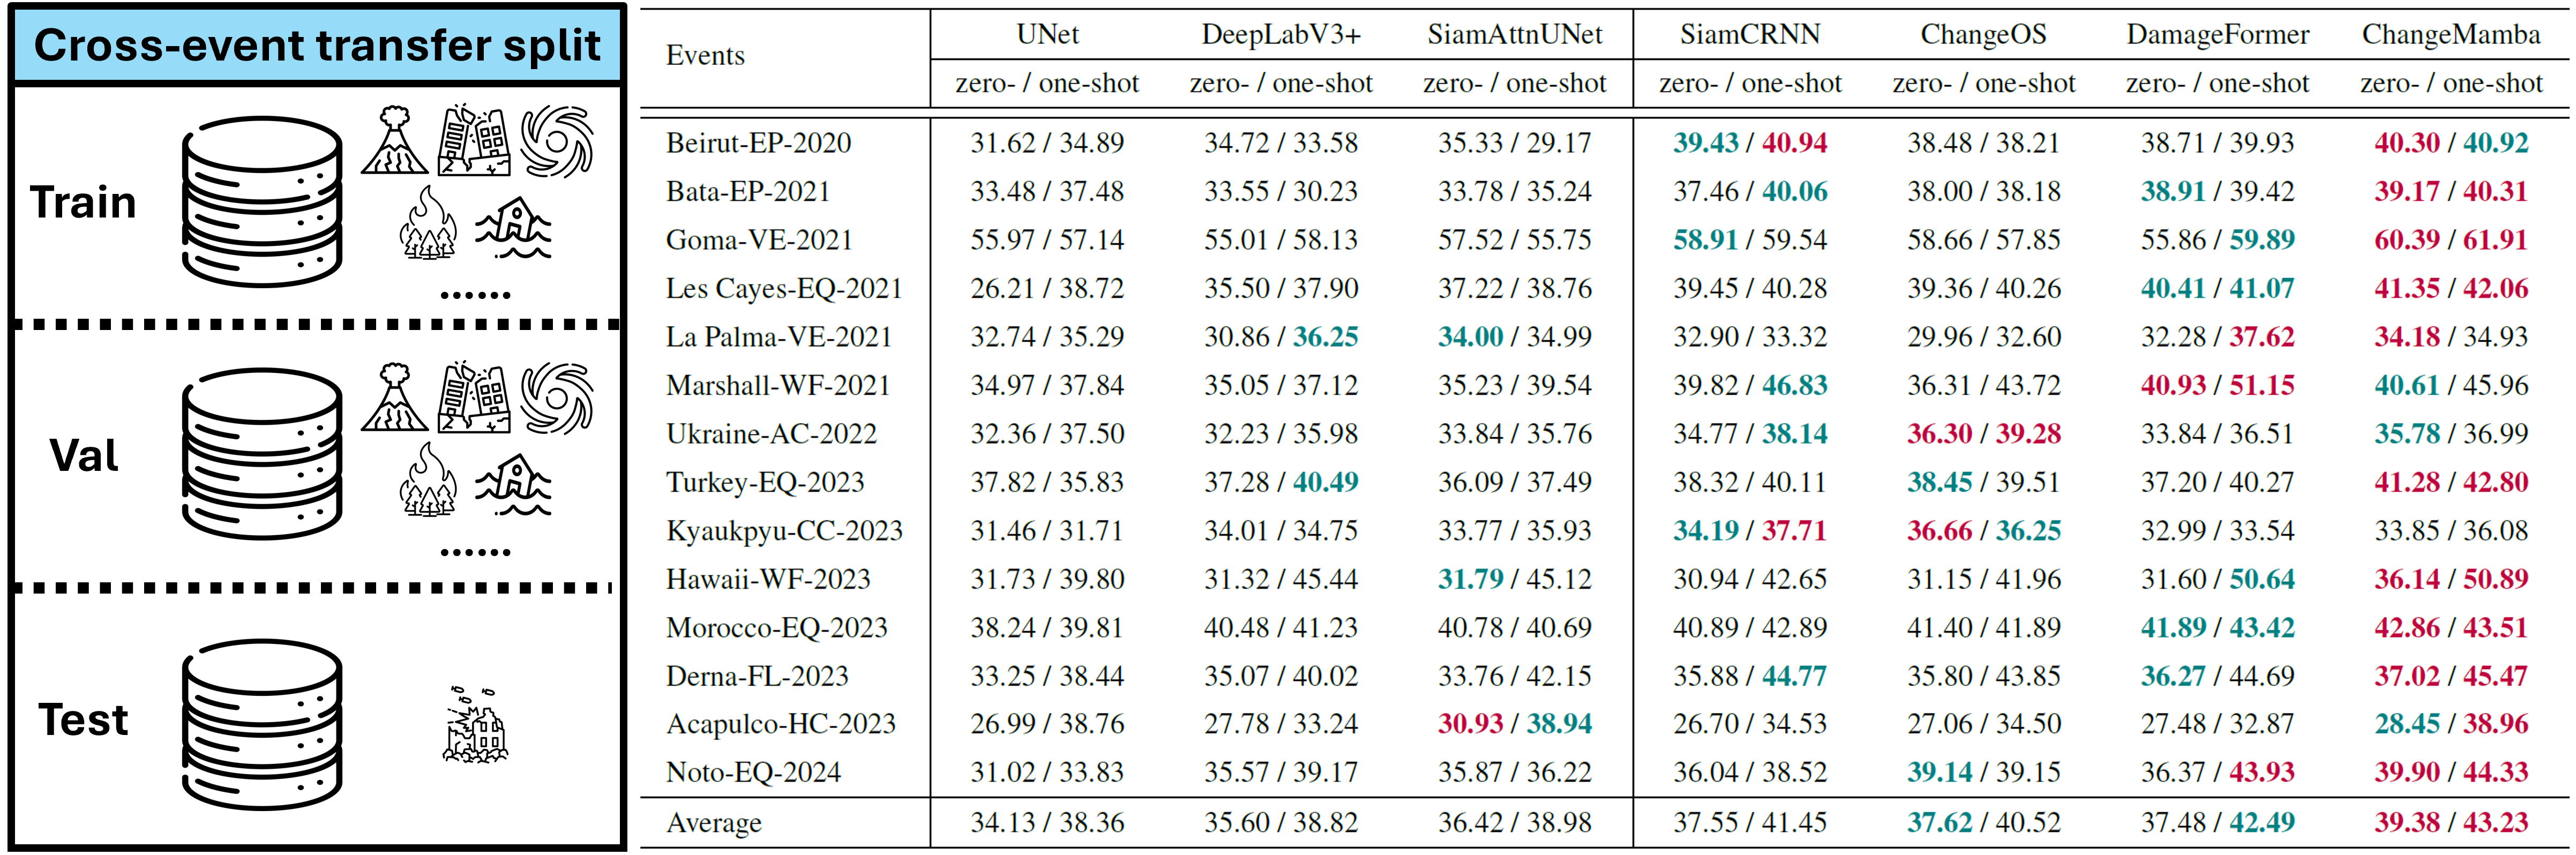 Cross-event transfer split
Train
......
Val
......
Test
Events UNet DeepLabV3+ SiamAttnUNet SiamCRNN ChangeOS DamageFormer ChangeMamba
zero- / one-shot zero- / one-shot zero- / one-shot zero- / one-shot zero- / one-shot zero- / one-shot zero- / one-shot
Beirut-EP-2020 31.62 / 34.89 34.72 / 33.58 35.33 / 29.17 39.43 / 40.94 38.48 / 38.21 38.71 / 39.93 40.30 / 40.92
Bata-EP-2021 33.48 / 37.48 33.55 / 30.23 33.78 / 35.24 37.46 / 40.06 38.00 / 38.18 38.91 / 39.42 39.17 / 40.31
Goma-VE-2021 55.97 / 57.14 55.01 / 58.13 57.52 / 55.75 58.91 / 59.54 58.66 / 57.85 55.86 / 59.89 60.39 / 61.91
Les Cayes-EQ-2021 26.21 / 38.72 35.50 / 37.90 37.22 / 38.76 39.45 / 40.28 39.36 / 40.26 40.41 / 41.07 41.35 / 42.06
La Palma-VE-2021 32.74 / 35.29 30.86 / 36.25 34.00 / 34.99 32.90 / 33.32 29.96 / 32.60 32.28 / 37.62 34.18 / 34.93
Marshall-WF-2021 34.97 / 37.84 35.05 / 37.12 35.23 / 39.54 39.82 / 46.83 36.31 / 43.72 40.93 / 51.15 40.61 / 45.96
Ukraine-AC-2022 32.36 / 37.50 32.23 / 35.98 33.84 / 35.76 34.77 / 38.14 36.30 / 39.28 33.84 / 36.51 35.78 / 36.99
Turkey-EQ-2023 37.82 / 35.83 37.28 / 40.49 36.09 / 37.49 38.32 / 40.11 38.45 / 39.51 37.20 / 40.27 41.28 / 42.80
Kyaukpyu-CC-2023 31.46 / 31.71 34.01 / 34.75 33.77 / 35.93 34.19 / 37.71 36.66 / 36.25 32.99 / 33.54 33.85 / 36.08
Hawaii-WF-2023 31.73 / 39.80 31.32 / 45.44 31.79 / 45.12 30.94 / 42.65 31.15 / 41.96 31.60 / 50.64 36.14 / 50.89
Morocco-EQ-2023 38.24 / 39.81 40.48 / 41.23 40.78 / 40.69 40.89 / 42.89 41.40 / 41.89 41.89 / 43.42 42.86 / 43.51
Derna-FL-2023 33.25 / 38.44 35.07 / 40.02 33.76 / 42.15 35.88 / 44.77 35.80 / 43.85 36.27 / 44.69 37.02 / 45.47
Acapulco-HC-2023 26.99 / 38.76 27.78 / 33.24 30.93 / 38.94 26.70 / 34.53 27.06 / 34.50 27.48 / 32.87 28.45 / 38.96
Noto-EQ-2024 31.02 / 33.83 35.57 / 39.17 35.87 / 36.22 36.04 / 38.52 39.14 / 39.15 36.37 / 43.93 39.90 / 44.33
Average 34.13 / 38.36 35.60 / 38.82 36.42 / 38.98 37.55 / 41.45 37.62 / 40.52 37.48 / 42.49 39.38 / 43.23